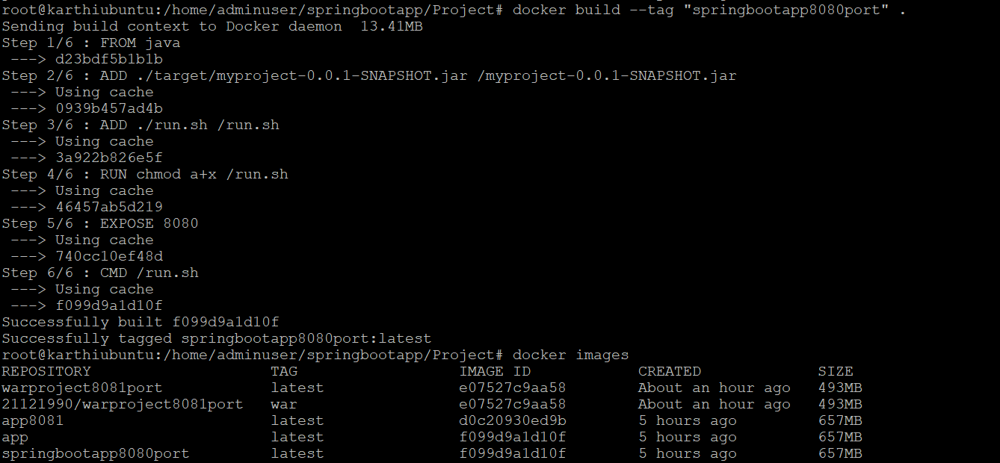 root@karthiubuntu:/home/adminuser/springbootapp/Project# docker build --tag "springbootapp8080port" .
Sending build context to Docker daemon  13.41MB
Step 1/6 : FROM java
 ---> d23bdf5b1b1b
Step 2/6 : ADD ./target/myproject-0.0.1-SNAPSHOT.jar /myproject-0.0.1-SNAPSHOT.jar
 ---> Using cache
 ---> 0939b457ad4b
Step 3/6 : ADD ./run.sh /run.sh
 ---> Using cache
 ---> 3a922b826e5f
Step 4/6 : RUN chmod a+x /run.sh
 ---> Using cache
 ---> 46457ab5d219
Step 5/6 : EXPOSE 8080
 ---> Using cache
 ---> 740cc10ef48d
Step 6/6 : CMD /run.sh
 ---> Using cache
 ---> f099d9a1d10f
Successfully built f099d9a1d10f
Successfully tagged springbootapp8080port:latest
root@karthiubuntu:/home/adminuser/springbootapp/Project# docker images
REPOSITORY                    TAG                  IMAGE ID            CREATED             SIZE
warproject8081port            latest               e07527c9aa58        About an hour ago   493MB
21121990/warproject8081port   war                  e07527c9aa58        About an hour ago   493MB
app8081                       latest               d0c20930ed9b        5 hours ago         657MB
app                           latest               f099d9a1d10f        5 hours ago         657MB
springbootapp8080port         latest               f099d9a1d10f        5 hours ago         657MB